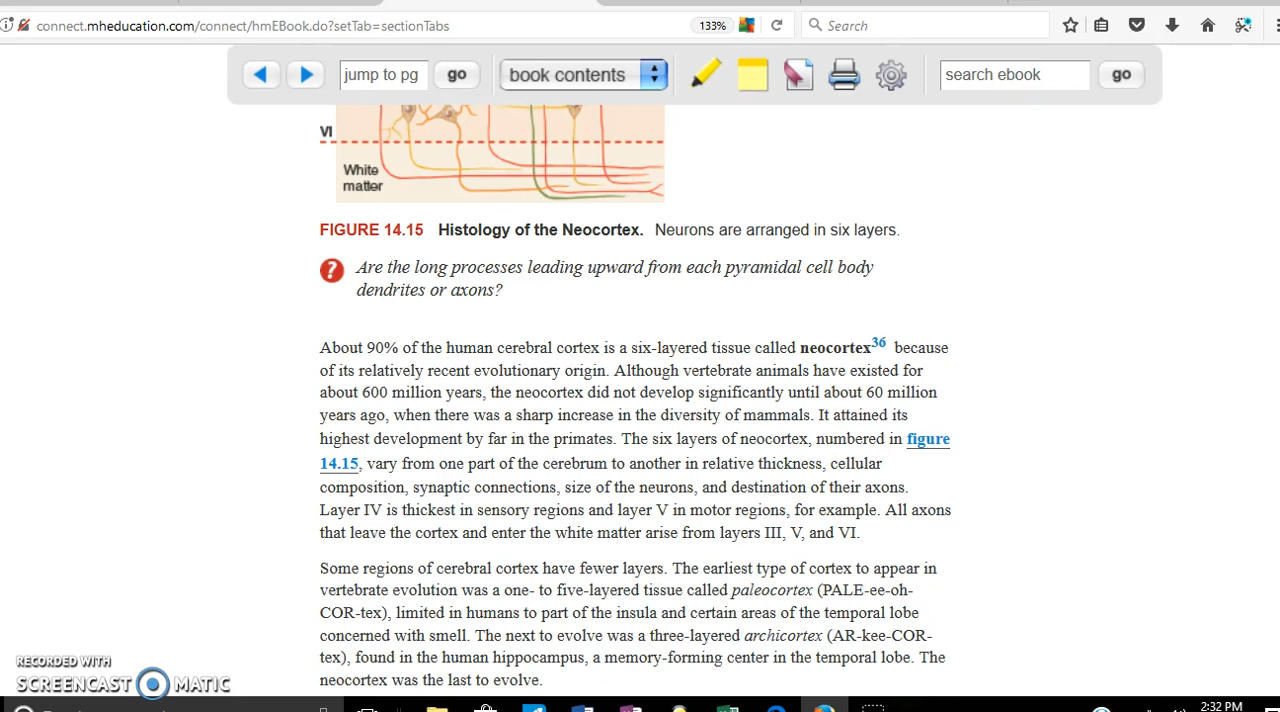 connect.mheducation.com/connect/hmEBook.do?setTab=sectionTabs
133%
Search
jump to pg
go
book contents
search ebook
go
VI
White
matter
FIGURE 14.15 Histology of the Neocortex. Neurons are arranged in six layers.
? Are the long processes leading upward from each pyramidal cell body
dendrites or axons?
About 90% of the human cerebral cortex is a six-layered tissue called neocortex36 because
of its relatively recent evolutionary origin. Although vertebrate animals have existed for
about 600 million years, the neocortex did not develop significantly until about 60 million
years ago, when there was a sharp increase in the diversity of mammals. It attained its
highest development by far in the primates. The six layers of neocortex, numbered in figure
14.15, vary from one part of the cerebrum to another in relative thickness, cellular
composition, synaptic connections, size of the neurons, and destination of their axons.
Layer IV is thickest in sensory regions and layer V in motor regions, for example. All axons
that leave the cortex and enter the white matter arise from layers III, V, and VI.
Some regions of cerebral cortex have fewer layers. The earliest type of cortex to appear in
vertebrate evolution was a one- to five-layered tissue called paleocortex (PALE-ee-oh-
COR-tex), limited in humans to part of the insula and certain areas of the temporal lobe
concerned with smell. The next to evolve was a three-layered archicortex (AR-kee-COR-
tex), found in the human hippocampus, a memory-forming center in the temporal lobe. The
neocortex was the last to evolve.
RECORDED WITH
SCREENCAST MATIC
2:32 PM